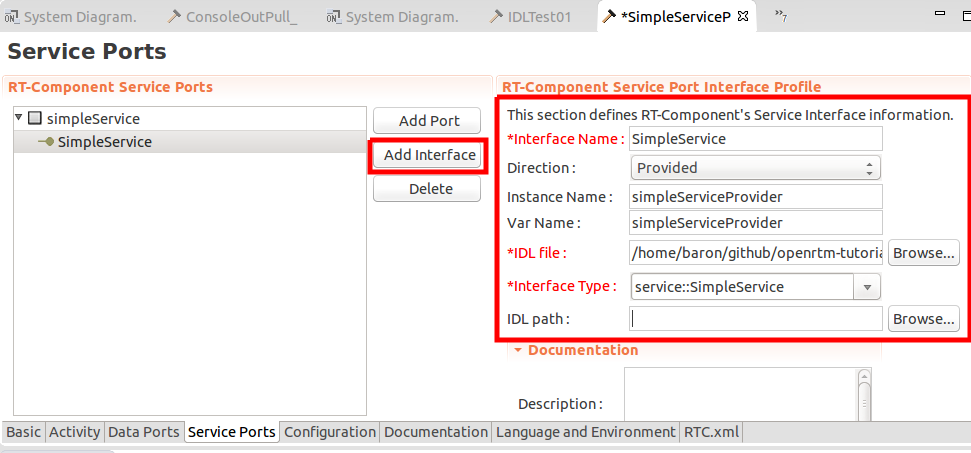 System Diagram. ConsoleOutPull_ System Diagram. IDLTest01 *SimpleServiceP »7
Service Ports
RT-Component Service Ports
simpleService
SimpleService
Add Port
Add Interface
Delete
RT-Component Service Port Interface Profile
This section defines RT-Component's Service Interface information.
*Interface Name : SimpleService
Direction : Provided
Instance Name : simpleServiceProvider
Var Name : simpleServiceProvider
*IDL file : /home/baron/github/openrtm-tutoria Browse...
*Interface Type : service::SimpleService
IDL path : Browse...
Documentation
Description :
Basic Activity Data Ports Service Ports Configuration Documentation Language and Environment RTC.xml